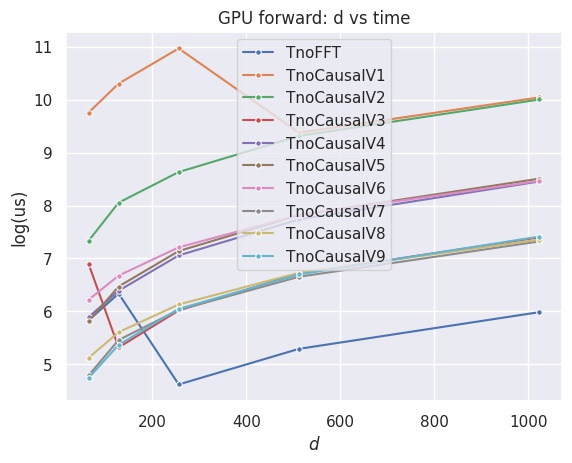 GPU forward: d vs time
log(us)
11
10
9
8
7
6
5
TnoFFT
TnoCausalV1
TnoCausalV2
TnoCausalV3
TnoCausalV4
TnoCausalV5
TnoCausalV6
TnoCausalV7
TnoCausalV8
TnoCausalV9
200 400 600 800 1000
d